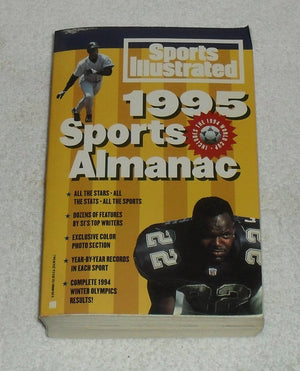 Sports
Illustrated
1995
Sports
Almanac
★ ALL THE STARS • ALL
THE STATS • ALL THE SPORTS
★ DOZENS OF FEATURES
BY SI'S TOP WRITERS
★ EXCLUSIVE COLOR
PHOTO SECTION
★ YEAR-BY-YEAR RECORDS
IN EACH SPORT
★ COMPLETE 1994
WINTER OLYMPICS
RESULTS!
22
22